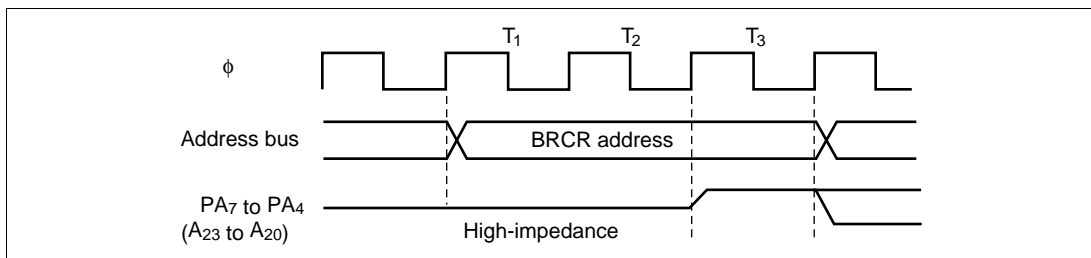 T1 T2 T3
ϕ
Address bus
BRCR address
PA7 to PA4
(A23 to A20)
High-impedance